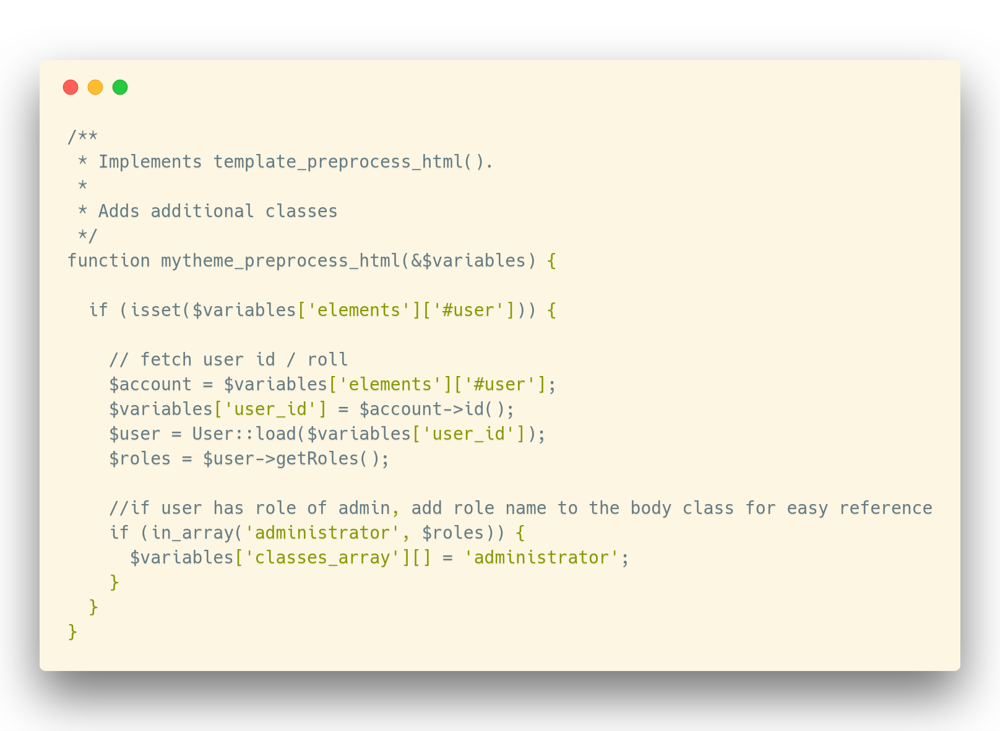 /**
 * Implements template_preprocess_html().
 *
 * Adds additional classes
 */
function mytheme_preprocess_html(&$variables) {

  if (isset($variables['elements']['#user'])) {

    // fetch user id / roll
    $account = $variables['elements']['#user'];
    $variables['user_id'] = $account->id();
    $user = User::load($variables['user_id']);
    $roles = $user->getRoles();

    //if user has role of admin, add role name to the body class for easy reference
    if (in_array('administrator', $roles)) {
      $variables['classes_array'][] = 'administrator';
    }
  }
}